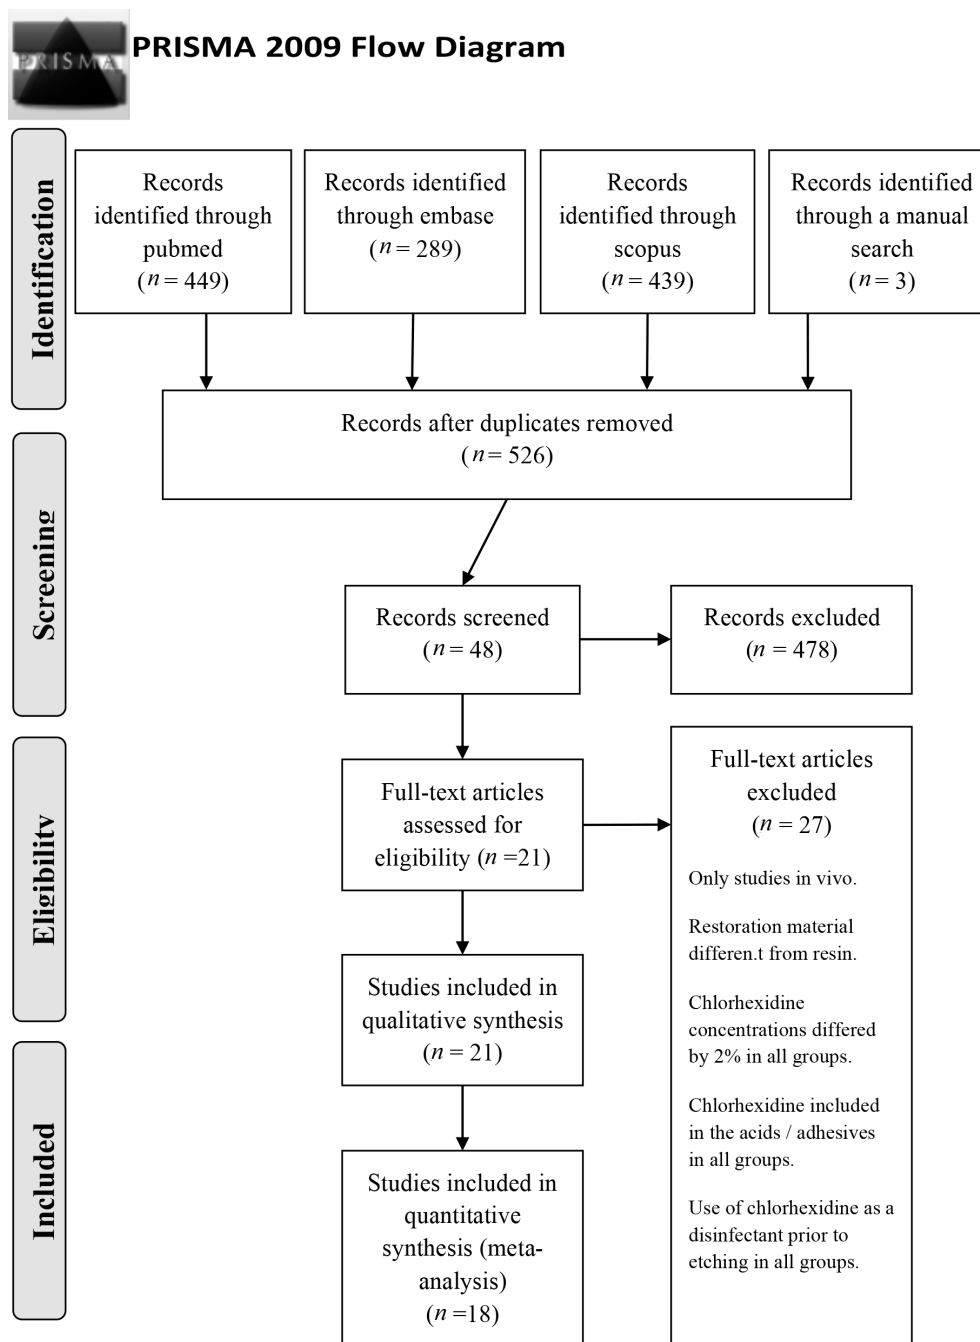 PRISMA
PRISMA 2009 Flow Diagram
Identification
Records
identified through
pubmed
(n = 449)
Records identified
through embase
(n = 289)
Records
identified through
scopus
(n = 439)
Records identified
through a manual
search
(n = 3)
Records after duplicates removed
(n = 526)
Screening
Records screened
(n = 48)
Records excluded
(n = 478)
Eligibility
Full-text articles
assessed for
eligibility (n =21)
Full-text articles
excluded
(n = 27)
Only studies in vivo.
Restoration material
differen.t from resin.
Chlorhexidine
concentrations differed
by 2% in all groups.
Chlorhexidine included
in the acids / adhesives
in all groups.
Use of chlorhexidine as a
disinfectant prior to
etching in all groups.
Studies included in
qualitative synthesis
(n = 21)
Included
Studies included in
quantitative
synthesis (meta-
analysis)
(n =18)